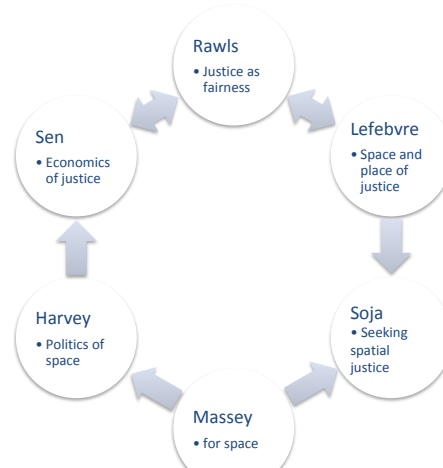 Rawls
• Justice as
fairness
Lefebvre
• Space and
place of
justice
Soja
• Seeking
spatial
justice
Massey
• for space
Harvey
• Politics of
space
Sen
• Economics
of justice